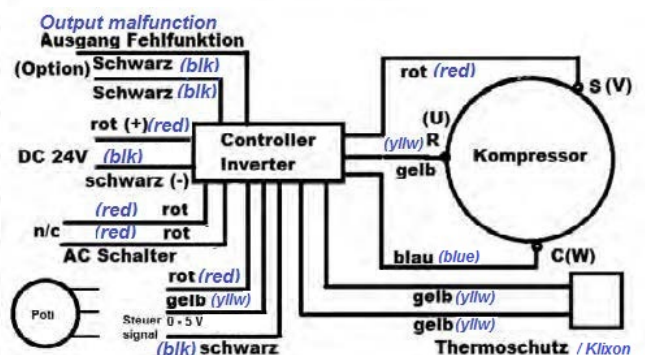 Output malfunction
Ausgang Fehlfunktion
(Option) Schwarz (blk)
Schwarz (blk)
rot (+)(red)
DC 24V (blk)
schwarz (-)
(red) rot
n/c (red) rot
AC Schalter
rot (red)
gelb (yllw)
Poti
Steuer 0 - 5 V
signal
(blk) schwarz
Controller
Inverter
rot (red)
S (V)
(U)
(yllw) R
gelb
Kompressor
blau (blue)
C(W)
gelb (yllw)
gelb (yllw)
Thermoschutz / Klixon